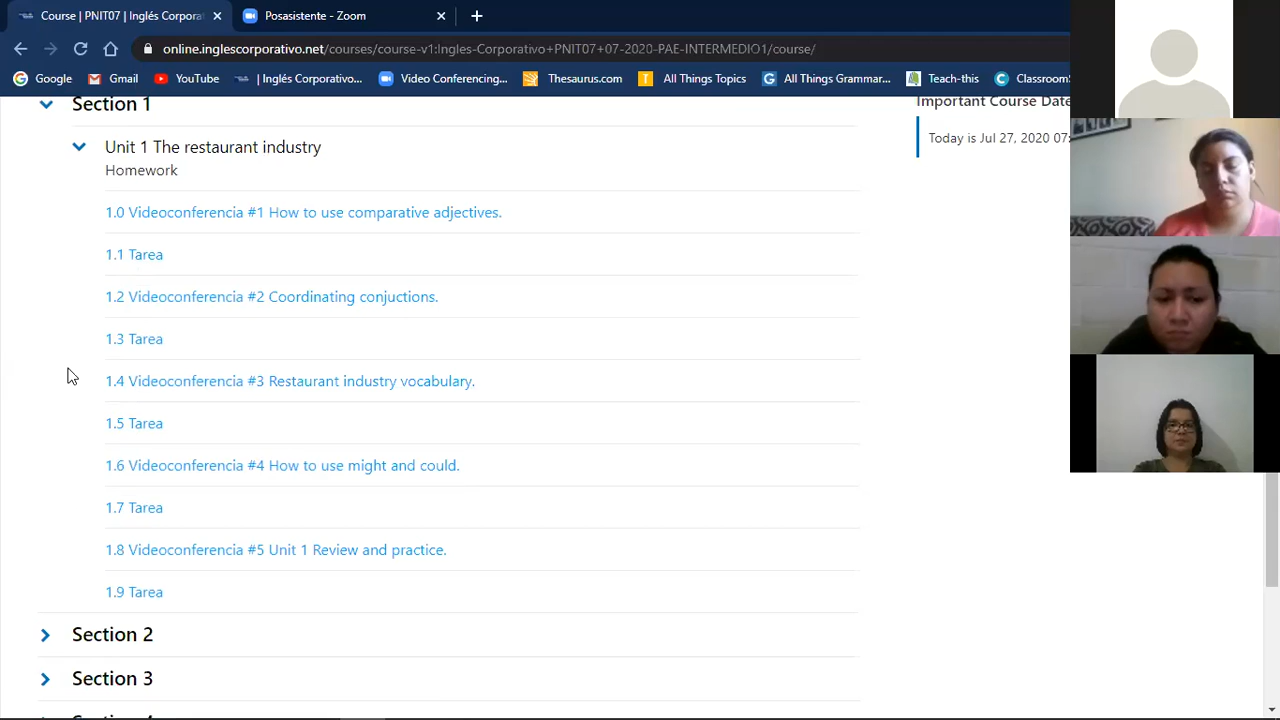 Course | PNIT07 | Inglés Corporat
Posasistente - Zoom
online.inglescorporativo.net/courses/course-v1:Ingles-Corporativo+PNIT07+07-2020-PAE-INTERMEDIO1/course/
Google
Gmail
YouTube
| Inglés Corporativo...
Video Conferencing,...
Thesaurus.com
All Things Topics
All Things Grammar...
Teach-this
ClassroomS
Section 1
Important Course Date
Today is Jul 27, 2020 07:
Unit 1 The restaurant industry
Homework
1.0 Videoconferencia #1 How to use comparative adjectives.
1.1 Tarea
1.2 Videoconferencia #2 Coordinating conjuctions.
1.3 Tarea
1.4 Videoconferencia #3 Restaurant industry vocabulary.
1.5 Tarea
1.6 Videoconferencia #4 How to use might and could.
1.7 Tarea
1.8 Videoconferencia #5 Unit 1 Review and practice.
1.9 Tarea
Section 2
Section 3